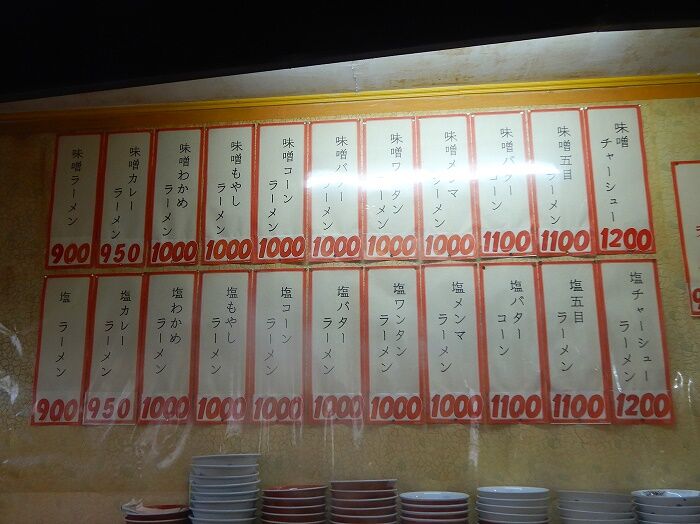 味噌
ラーメン
900
味噌カレー
ラーメン
950
味噌わかめ
ラーメン
1000
味噌もやし
ラーメン
1000
味噌コーン
ラーメン
1000
味噌バター
ラーメン
1000
味噌ワンタン
ラーメン
1000
味噌メンマ
ラーメン
1000
味噌バター
コーン
1100
味噌五目
ラーメン
1100
味噌
チャーシュー
ラーメン
1200
塩
ラーメン
900
塩カレー
ラーメン
950
塩わかめ
ラーメン
1000
塩もやし
ラーメン
1000
塩コーン
ラーメン
1000
塩バター
ラーメン
1000
塩ワンタン
ラーメン
1000
塩メンマ
ラーメン
1000
塩バター
コーン
1100
塩五目
ラーメン
1100
塩チャーシュー
ラーメン
1200